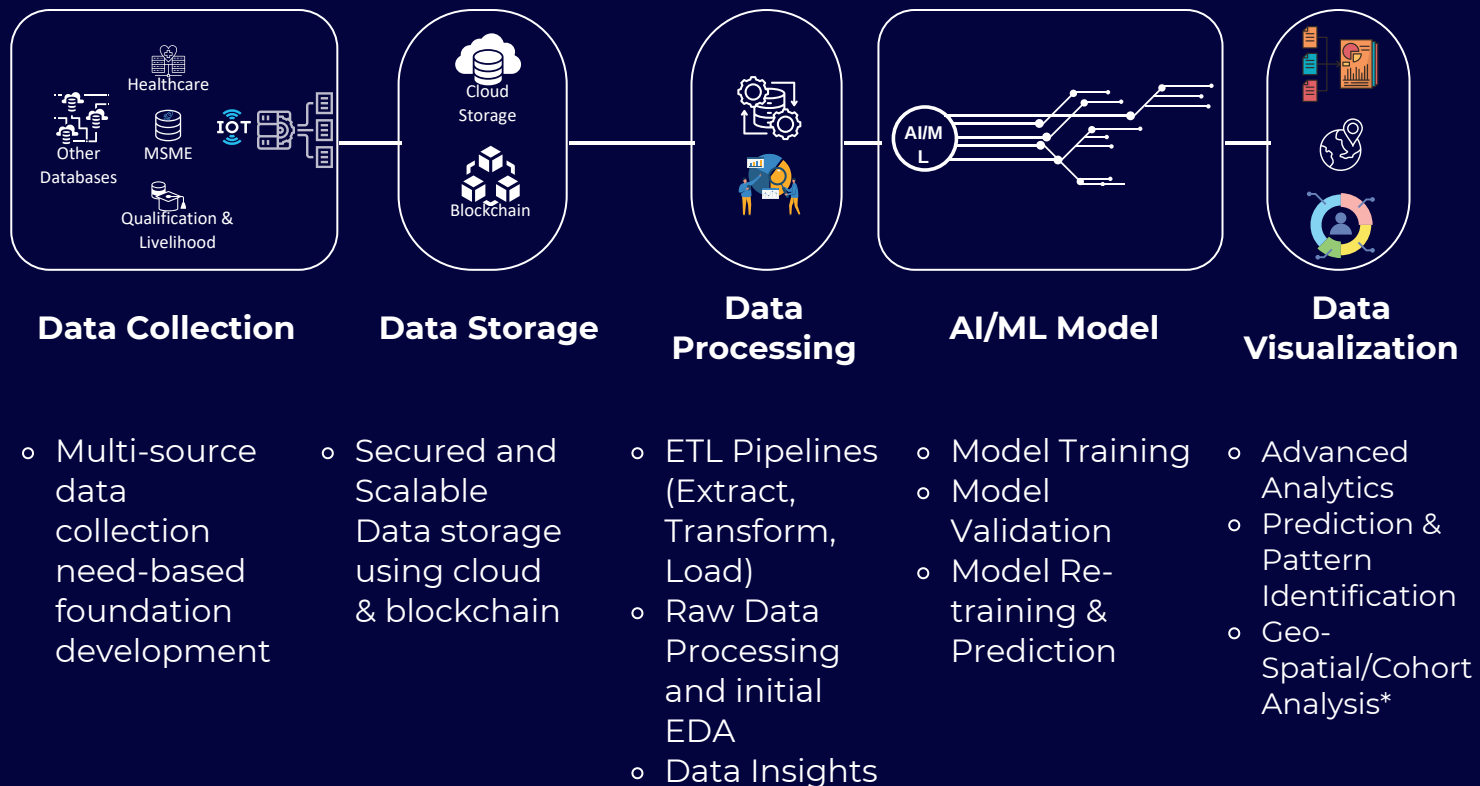 Healthcare
Other
Databases
MSME
IOT
Qualification &
Livelihood
Cloud
Storage
Blockchain
AI/M
L
Data Collection
Data Storage
Data
Processing
AI/ML Model
Data
Visualization
Multi-source
data
collection
need-based
foundation
development
Secured and
Scalable
Data storage
using cloud
& blockchain
ETL Pipelines
(Extract,
Transform,
Load)
Raw Data
Processing
and initial
EDA
Data Insights
Model Training
Model
Validation
Model Re-
training &
Prediction
Advanced
Analytics
Prediction &
Pattern
Identification
Geo-
Spatial/Cohort
Analysis*